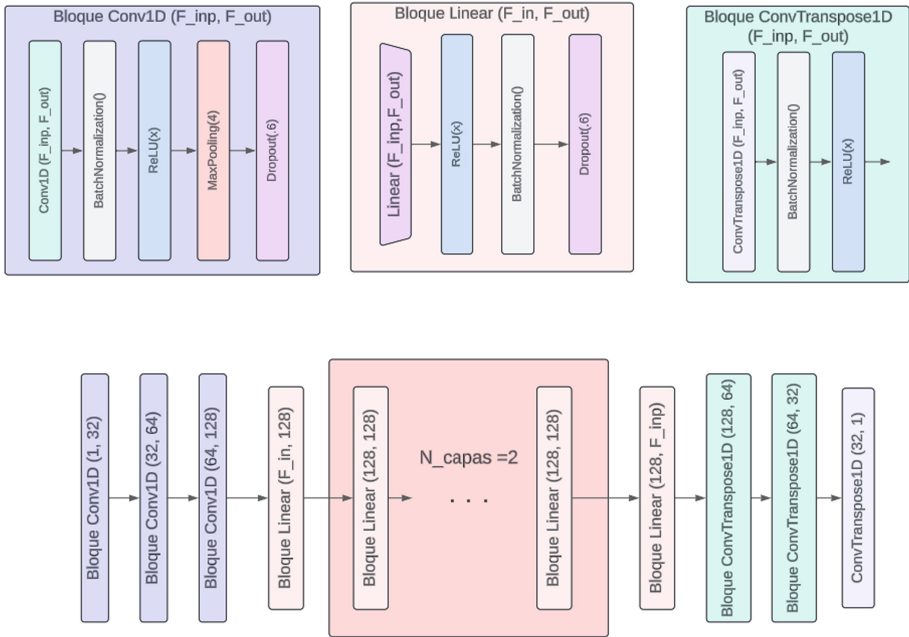 Bloque Conv1D (F_inp, F_out)
Conv1D (F_inp, F_out)
BatchNormalization()
ReLU(x)
MaxPooling(4)
Dropout(.6)
Bloque Linear (F_in, F_out)
Linear (F_inp,F_out)
ReLU(x)
BatchNormalization()
Dropout(.6)
Bloque ConvTranspose1D
(F_inp, F_out)
ConvTranspose1D (F_inp, F_out)
BatchNormalization()
ReLU(x)
Bloque Conv1D (1, 32)
Bloque Conv1D (32, 64)
Bloque Conv1D (64, 128)
Bloque Linear (F_in, 128)
Bloque Linear (128, 128)
N_capas =2
. . .
Bloque Linear (128, 128)
Bloque Linear (128, F_inp)
Bloque ConvTranspose1D (128, 64)
Bloque ConvTranspose1D (64, 32)
ConvTranspose1D (32, 1)